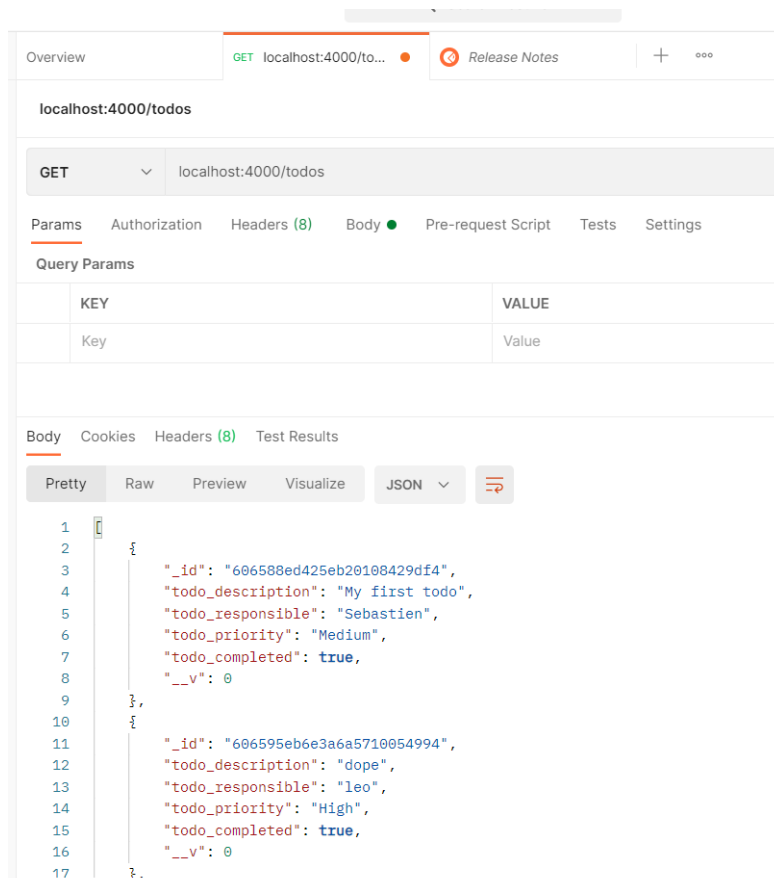 Overview GET localhost:4000/to... Release Notes
localhost:4000/todos
GET localhost:4000/todos
Params Authorization Headers (8) Body Pre-request Script Tests Settings
Query Params
KEY VALUE
Key Value
Body Cookies Headers (8) Test Results
Pretty Raw Preview Visualize JSON
1 [
2 {
3 "_id": "606588ed425eb20108429df4",
4 "todo_description": "My first todo",
5 "todo_responsible": "Sebastien",
6 "todo_priority": "Medium",
7 "todo_completed": true,
8 "__v": 0
9 },
10 {
11 "_id": "606595eb6e3a6a5710054994",
12 "todo_description": "dope",
13 "todo_responsible": "leo",
14 "todo_priority": "High",
15 "todo_completed": true,
16 "__v": 0
17 },